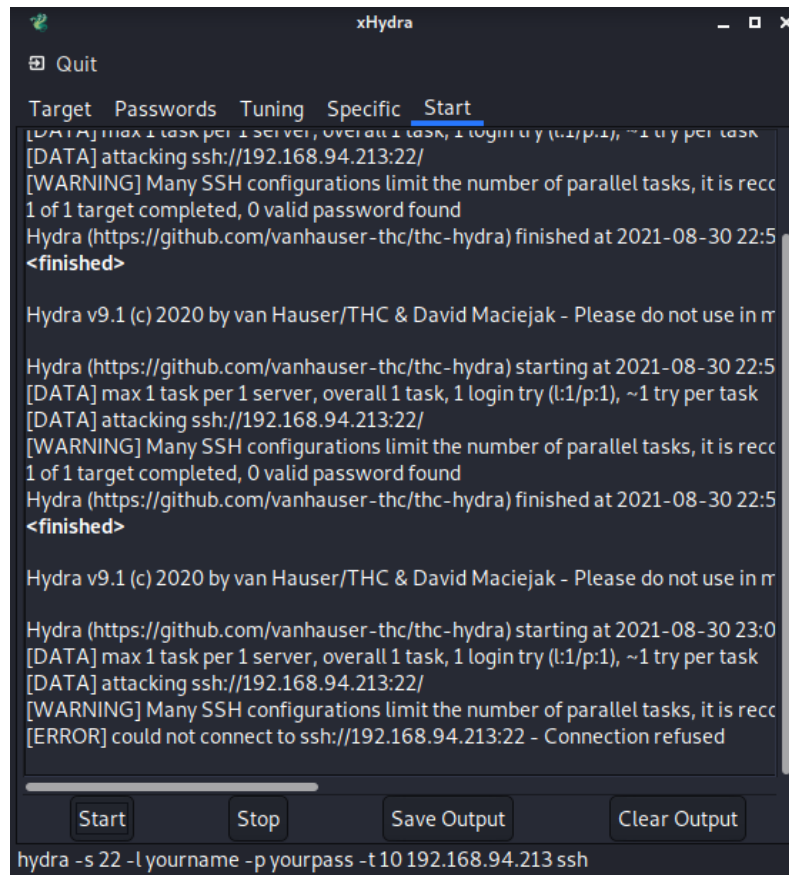 xHydra
Quit
Target Passwords Tuning Specific Start
[DATA] max 1 task per 1 server, overall 1 task, 1 login try (l:1/p:1), ~1 try per task
[DATA] attacking ssh://192.168.94.213:22/
[WARNING] Many SSH configurations limit the number of parallel tasks, it is recc
1 of 1 target completed, 0 valid password found
Hydra (https://github.com/vanhauser-thc/thc-hydra) finished at 2021-08-30 22:5
<finished>
Hydra v9.1 (c) 2020 by van Hauser/THC & David Maciejak - Please do not use in m
Hydra (https://github.com/vanhauser-thc/thc-hydra) starting at 2021-08-30 22:5
[DATA] max 1 task per 1 server, overall 1 task, 1 login try (l:1/p:1), ~1 try per task
[DATA] attacking ssh://192.168.94.213:22/
[WARNING] Many SSH configurations limit the number of parallel tasks, it is recc
1 of 1 target completed, 0 valid password found
Hydra (https://github.com/vanhauser-thc/thc-hydra) finished at 2021-08-30 22:5
<finished>
Hydra v9.1 (c) 2020 by van Hauser/THC & David Maciejak - Please do not use in m
Hydra (https://github.com/vanhauser-thc/thc-hydra) starting at 2021-08-30 23:0
[DATA] max 1 task per 1 server, overall 1 task, 1 login try (l:1/p:1), ~1 try per task
[DATA] attacking ssh://192.168.94.213:22/
[WARNING] Many SSH configurations limit the number of parallel tasks, it is recc
[ERROR] could not connect to ssh://192.168.94.213:22 - Connection refused
Start Stop Save Output Clear Output
hydra -s 22 -l yourname -p yourpass -t 10 192.168.94.213 ssh